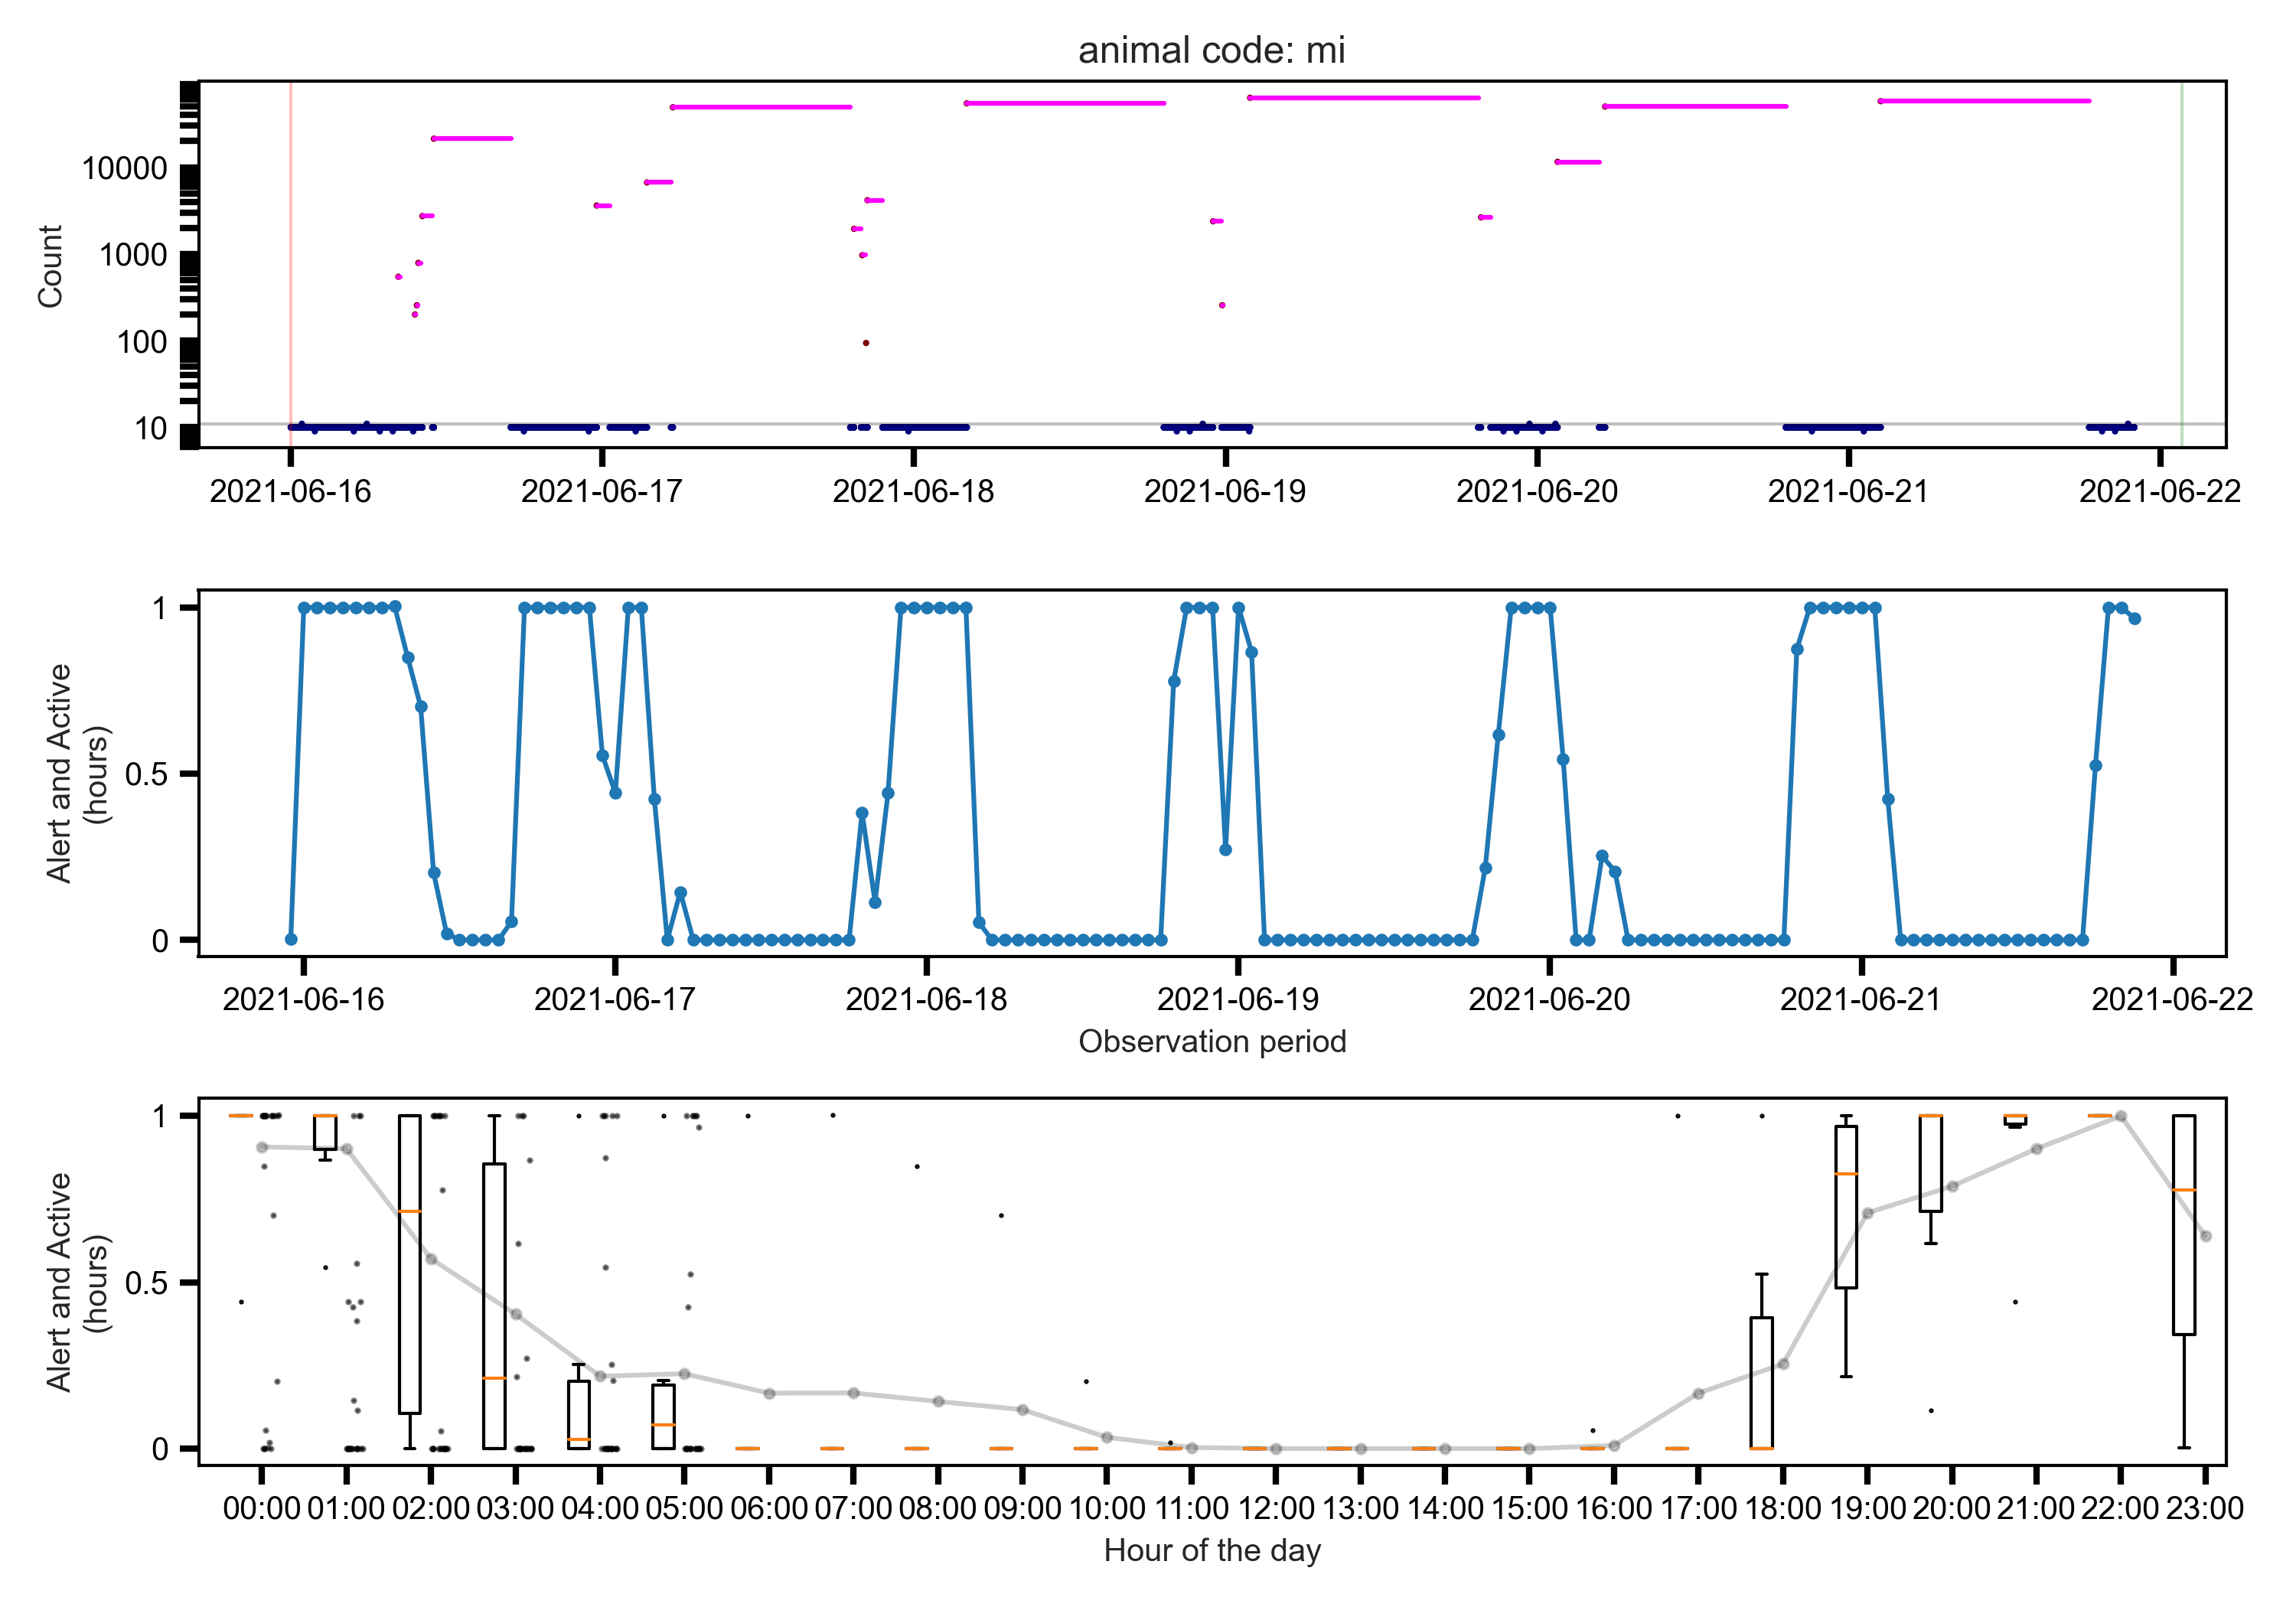 animal code: mi
Count
10000
1000
100
10
2021-06-16 2021-06-17 2021-06-18 2021-06-19 2021-06-20 2021-06-21 2021-06-22
Alert and Active
(hours)
1
0.5
0
2021-06-16 2021-06-17 2021-06-18 2021-06-19 2021-06-20 2021-06-21 2021-06-22
Observation period
Alert and Active
(hours)
1
0.5
0
00:00 01:00 02:00 03:00 04:00 05:00 06:00 07:00 08:00 09:00 10:00 11:00 12:00 13:00 14:00 15:00 16:00 17:00 18:00 19:00 20:00 21:00 22:00 23:00
Hour of the day